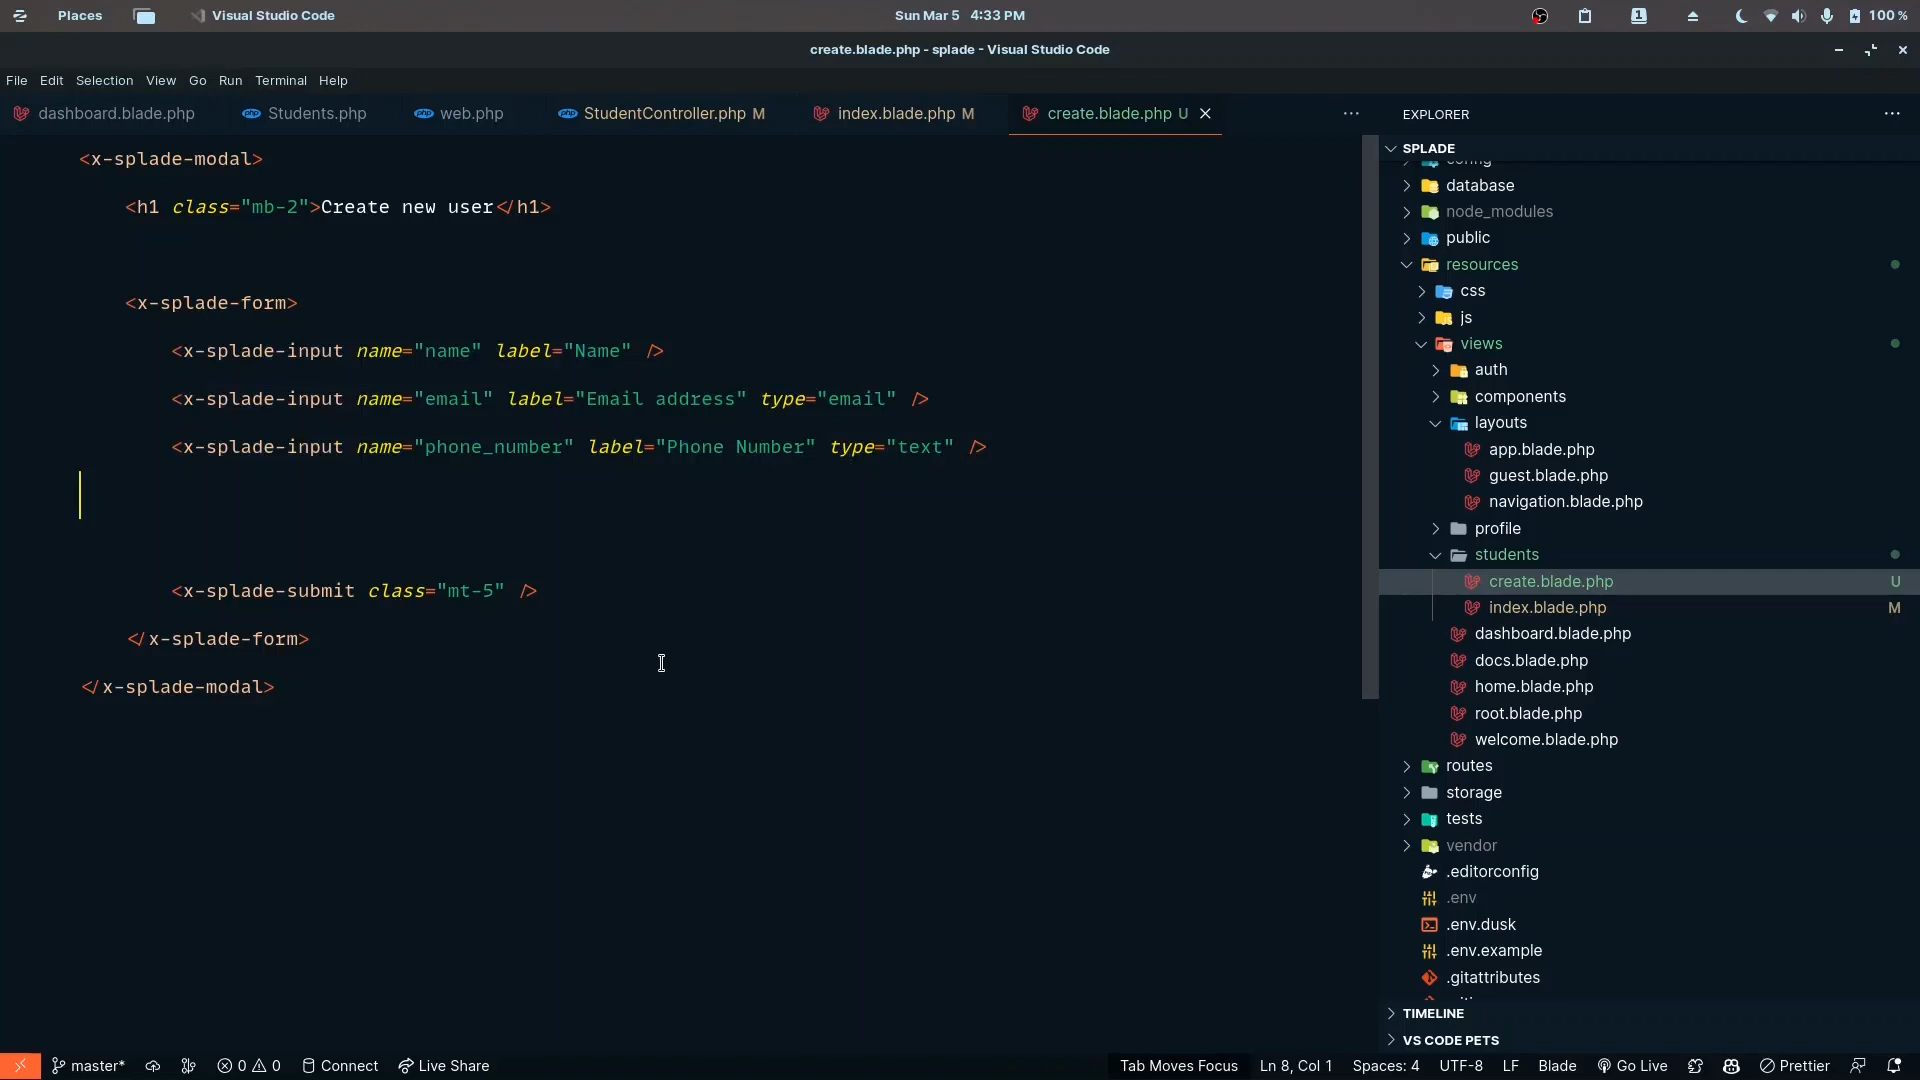 Places
Visual Studio Code
Sun Mar 5 4:33 PM
1
100 %
create.blade.php - splade - Visual Studio Code
File Edit Selection View Go Run Terminal Help
dashboard.blade.php
Students.php
web.php
StudentController.php M
index.blade.php M
create.blade.php U
<x-splade-modal>
<h1 class="mb-2">Create new user</h1>
<x-splade-form>
<x-splade-input name="name" label="Name" />
<x-splade-input name="email" label="Email address" type="email" />
<x-splade-input name="phone_number" label="Phone Number" type="text" />
<x-splade-submit class="mt-5" />
</x-splade-form>
</x-splade-modal>
EXPLORER
SPLADE
config
database
node_modules
public
resources
css
js
views
auth
components
layouts
app.blade.php
guest.blade.php
navigation.blade.php
profile
students
create.blade.php U
index.blade.php M
dashboard.blade.php
docs.blade.php
home.blade.php
root.blade.php
welcome.blade.php
routes
storage
tests
vendor
.editorconfig
.env
.env.dusk
.env.example
.gitattributes
TIMELINE
VS CODE PETS
master*
0 0
Connect
Live Share
Tab Moves Focus
Ln 8, Col 1
Spaces: 4
UTF-8
LF
Blade
Go Live
Prettier